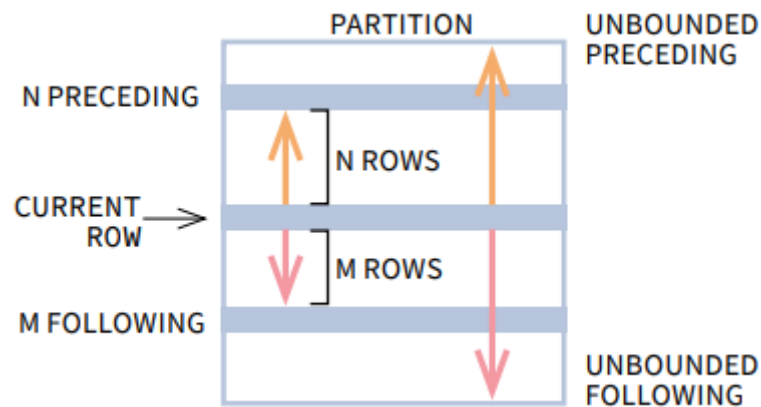 PARTITION
UNBOUNDED
PRECEDING
N PRECEDING
N ROWS
CURRENT
ROW
M ROWS
M FOLLOWING
UNBOUNDED
FOLLOWING